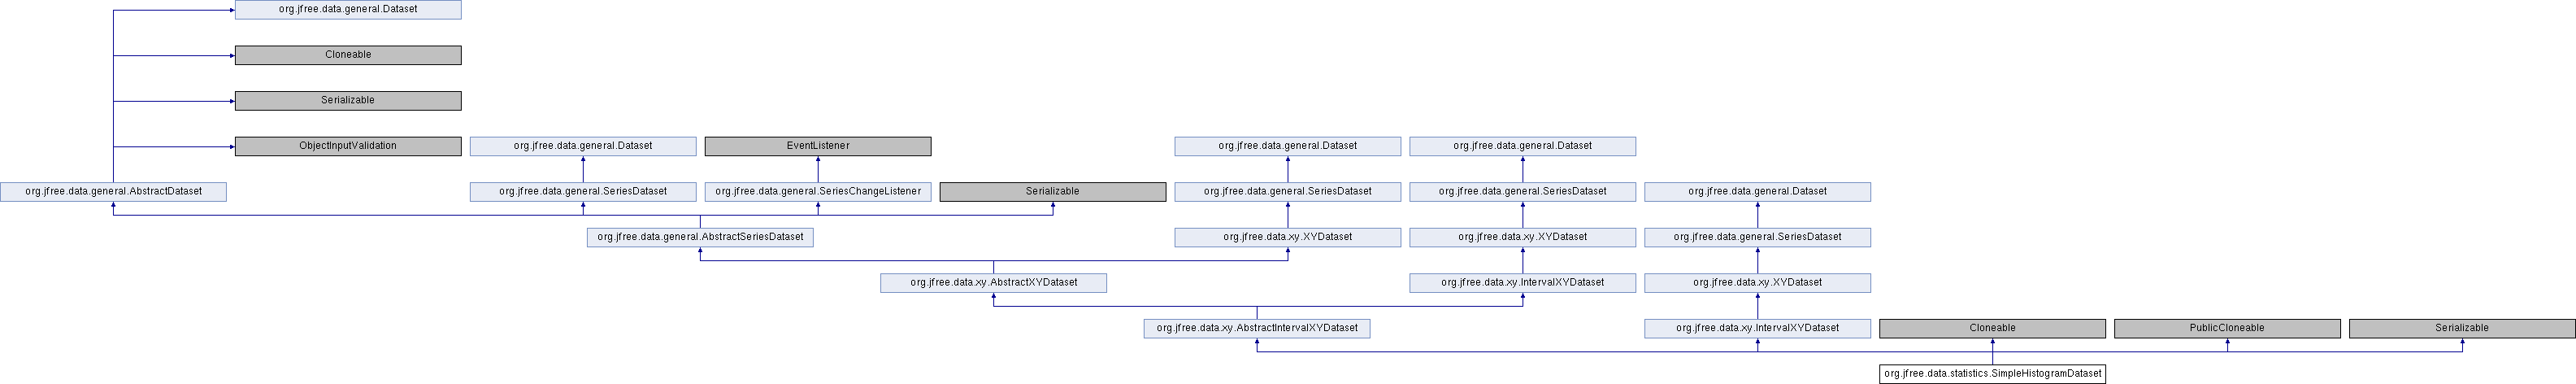 org.jfree.data.general.Dataset
Cloneable
Serializable
ObjectInputValidation
org.jfree.data.general.Dataset
EventListener
org.jfree.data.general.Dataset
org.jfree.data.general.Dataset
org.jfree.data.general.AbstractDataset
org.jfree.data.general.SeriesDataset
org.jfree.data.general.SeriesChangeListener
Serializable
org.jfree.data.general.SeriesDataset
org.jfree.data.general.SeriesDataset
org.jfree.data.general.Dataset
org.jfree.data.general.AbstractSeriesDataset
org.jfree.data.xy.XYDataset
org.jfree.data.xy.XYDataset
org.jfree.data.general.SeriesDataset
org.jfree.data.xy.AbstractXYDataset
org.jfree.data.xy.IntervalXYDataset
org.jfree.data.xy.XYDataset
org.jfree.data.xy.AbstractIntervalXYDataset
org.jfree.data.xy.IntervalXYDataset
Cloneable
PublicCloneable
Serializable
org.jfree.data.statistics.SimpleHistogramDataset